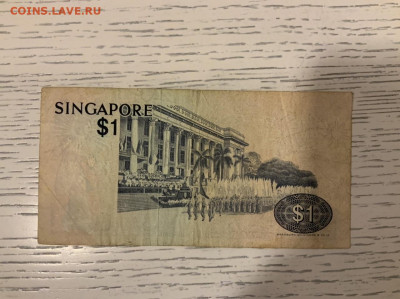 COINS.LAVE.RU
SINGAPORE
$1
$1